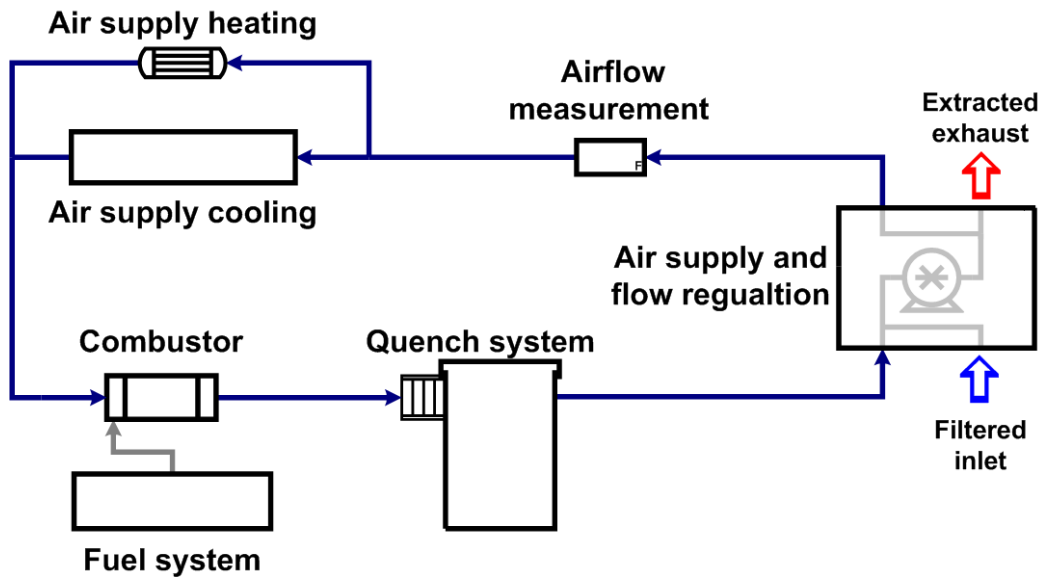 Air supply heating
Airflow
measurement
Extracted
exhaust
F
Air supply cooling
Air supply and
flow regualtion
Combustor
Quench system
Filtered
inlet
Fuel system